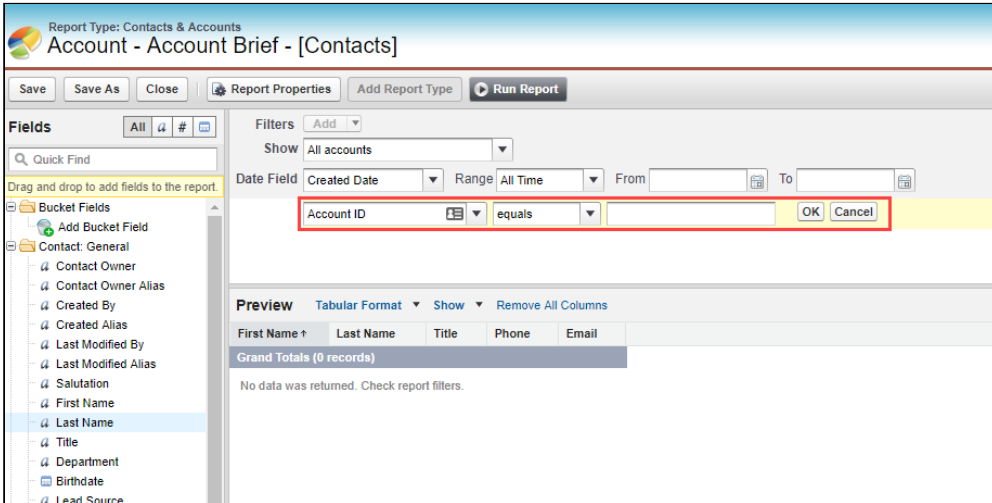 Report Type: Contacts & Accounts
Account - Account Brief - [Contacts]
Save Save As Close Report Properties Add Report Type Run Report
Fields All a #
Quick Find
Drag and drop to add fields to the report.
Bucket Fields
Add Bucket Field
Contact: General
a Contact Owner
a Contact Owner Alias
a Created By
a Created Alias
a Last Modified By
a Last Modified Alias
a Salutation
a First Name
a Last Name
a Title
a Department
Birthdate
a Lead Source
Filters Add
Show All accounts
Date Field Created Date Range All Time From To
Account ID equals OK Cancel
Preview Tabular Format Show Remove All Columns
First Name↑ Last Name Title Phone Email
Grand Totals (0 records)
No data was returned. Check report filters.